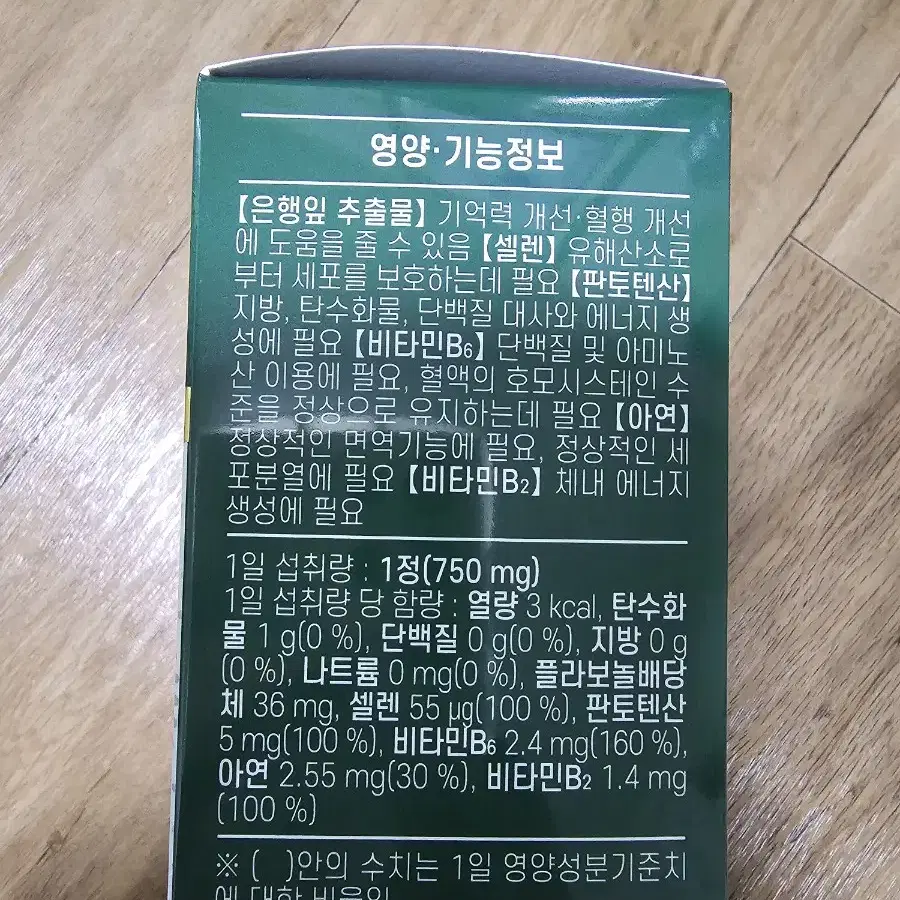 영양·기능정보
【은행잎 추출물】 기억력 개선·혈행 개선
에 도움을 줄 수 있음 【셀렌】 유해산소로
부터 세포를 보호하는데 필요 【판토텐산】
지방, 탄수화물, 단백질 대사와 에너지 생
성에 필요 【비타민B₆】 단백질 및 아미노
산 이용에 필요, 혈액의 호모시스테인 수
준을 정상으로 유지하는데 필요 【아연】
정상적인 면역기능에 필요, 정상적인 세
포분열에 필요 【비타민B₂】 체내 에너지
생성에 필요
1일 섭취량 : 1정(750 mg)
1일 섭취량 당 함량 : 열량 3 kcal, 탄수화
물 1 g(0 %), 단백질 0 g(0 %), 지방 0 g
(0 %), 나트륨 0 mg(0 %), 플라보놀배당
체 36 mg, 셀렌 55 μg(100 %), 판토텐산
5 mg(100 %), 비타민B₆ 2.4 mg(160 %),
아연 2.55 mg(30 %), 비타민B₂ 1.4 mg
(100 %)
※ ( )안의 수치는 1일 영양성분기준치
에 대한 비율임